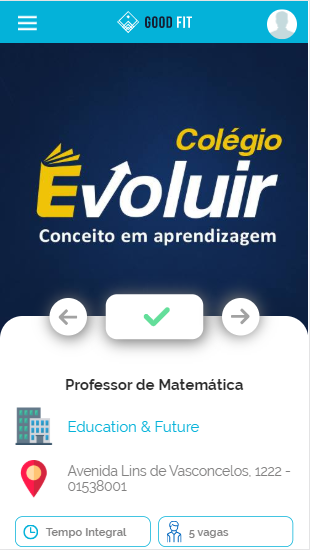 GOOD FIT
Colégio
Evoluir
Conceito em aprendizagem
Professor de Matemática
Education & Future
Avenida Lins de Vasconcelos, 1222 -
01538001
Tempo Integral
5 vagas